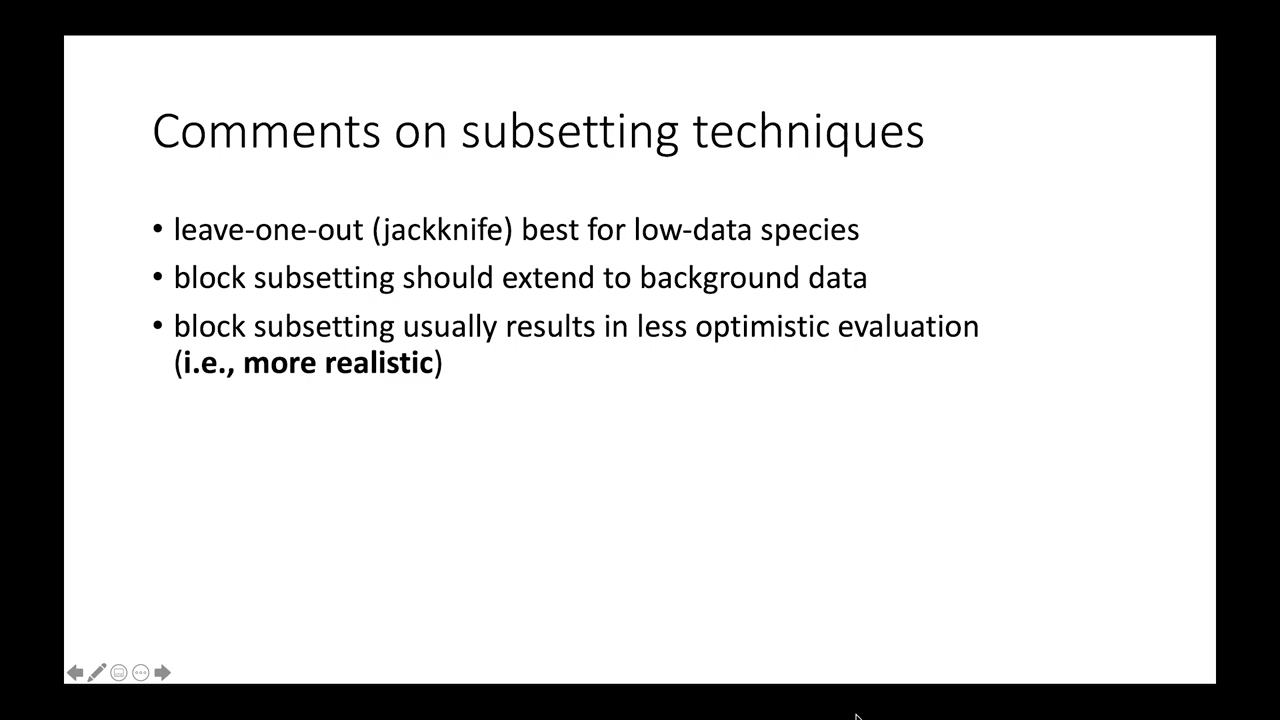 Comments on subsetting techniques
• leave-one-out (jackknife) best for low-data species
• block subsetting should extend to background data
• block subsetting usually results in less optimistic evaluation
(i.e., more realistic)